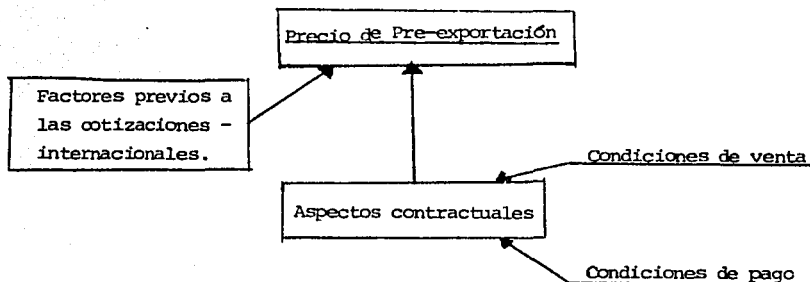 Precio de Pre-exportación
Factores previos a
las cotizaciones -
internacionales.
Condiciones de venta
Aspectos contractuales
Condiciones de pago